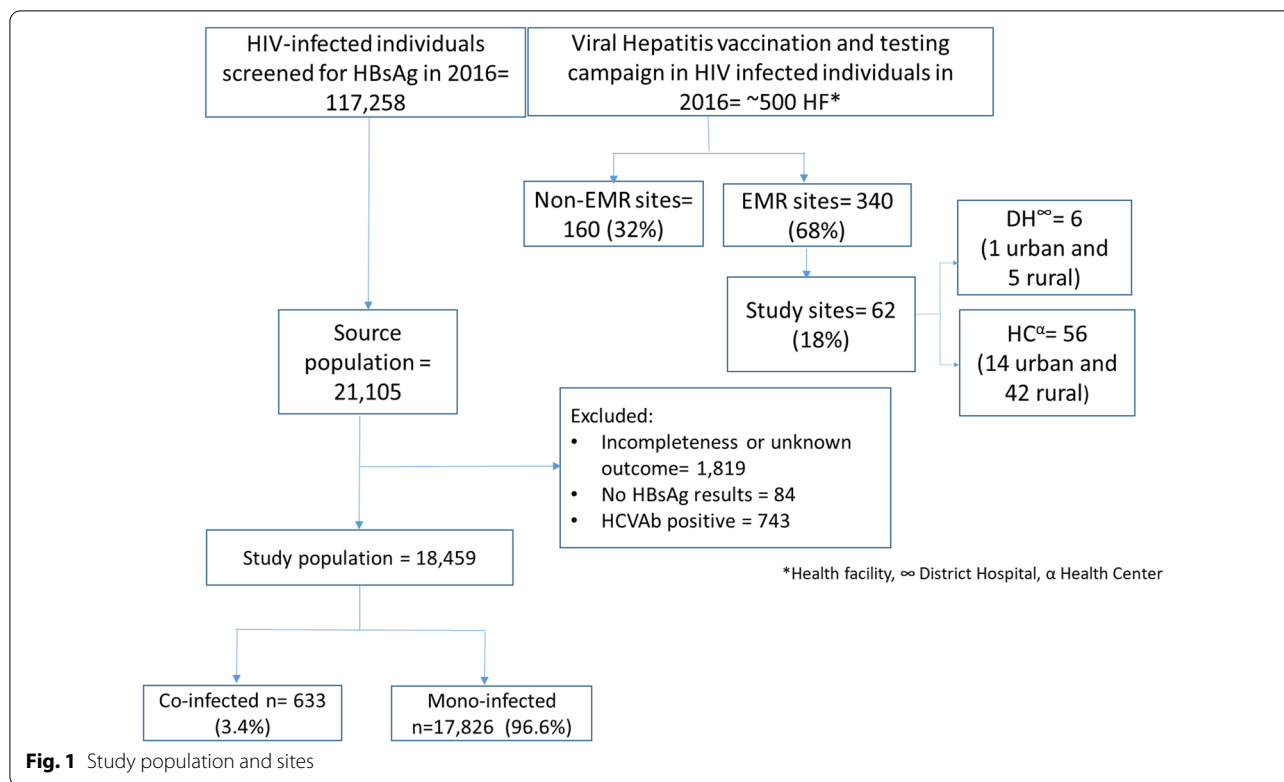 HIV-infected individuals
screened for HBsAg in 2016=
117,258
Viral Hepatitis vaccination and testing
campaign in HIV infected individuals in
2016= ~500 HF*
Non-EMR sites=
160 (32%)
EMR sites= 340
(68%)
DH∞= 6
(1 urban and
5 rural)
Study sites= 62
(18%)
HCα= 56
(14 urban and
42 rural)
Source
population =
21,105
Excluded:
• Incompleteness or unknown
outcome= 1,819
• No HBsAg results = 84
• HCVAb positive = 743
Study population = 18,459
*Health facility, ∞ District Hospital, α Health Center
Co-infected n= 633
(3.4%)
Mono-infected
n=17,826 (96.6%)
Fig. 1 Study population and sites